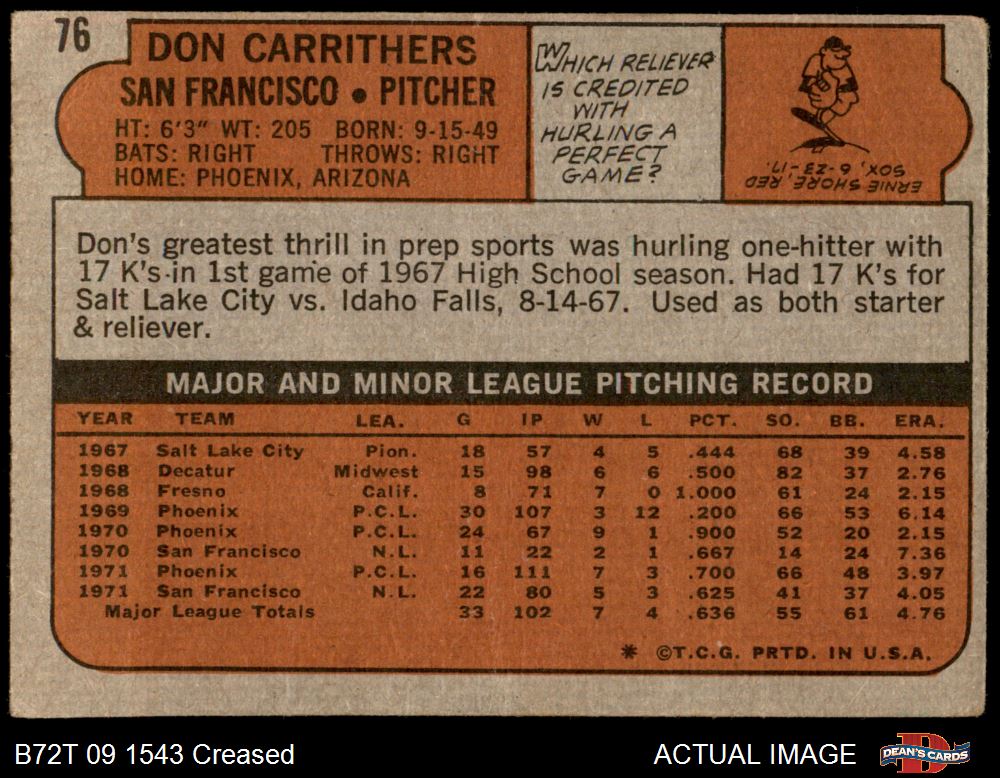 76
DON CARRITHERS
SAN FRANCISCO • PITCHER
HT: 6'3" WT: 205 BORN: 9-15-49
BATS: RIGHT THROWS: RIGHT
HOME: PHOENIX, ARIZONA
WHICH RELIEVER
IS CREDITED
WITH
HURLING A
PERFECT
GAME?
ERNIE SHORE, RED
SOX, 6-23-17.
Don's greatest thrill in prep sports was hurling one-hitter with
17 K's in 1st game of 1967 High School season. Had 17 K's for
Salt Lake City vs. Idaho Falls, 8-14-67. Used as both starter
& reliever.
MAJOR AND MINOR LEAGUE PITCHING RECORD
YEAR TEAM LEA. G IP W L PCT. SO. BB. ERA.
1967 Salt Lake City Pion. 18 57 4 5 .444 68 39 4.58
1968 Decatur Midwest 15 98 6 6 .500 82 37 2.76
1968 Fresno Calif. 8 71 7 0 1.000 61 24 2.15
1969 Phoenix P.C.L. 30 107 3 12 .200 66 53 6.14
1970 Phoenix P.C.L. 24 67 9 1 .900 52 20 2.15
1970 San Francisco N.L. 11 22 2 1 .667 14 24 7.36
1971 Phoenix P.C.L. 16 111 7 3 .700 66 48 3.97
1971 San Francisco N.L. 22 80 5 3 .625 41 37 4.05
Major League Totals 33 102 7 4 .636 55 61 4.76
* ©T.C.G. PRTD. IN U.S.A.
B72T 09 1543 Creased
ACTUAL IMAGE
DEAN'S CARDS